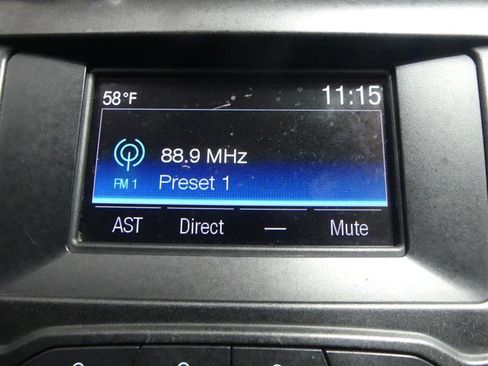 58°F 11:15
88.9 MHz
FM 1 Preset 1
AST Direct — Mute